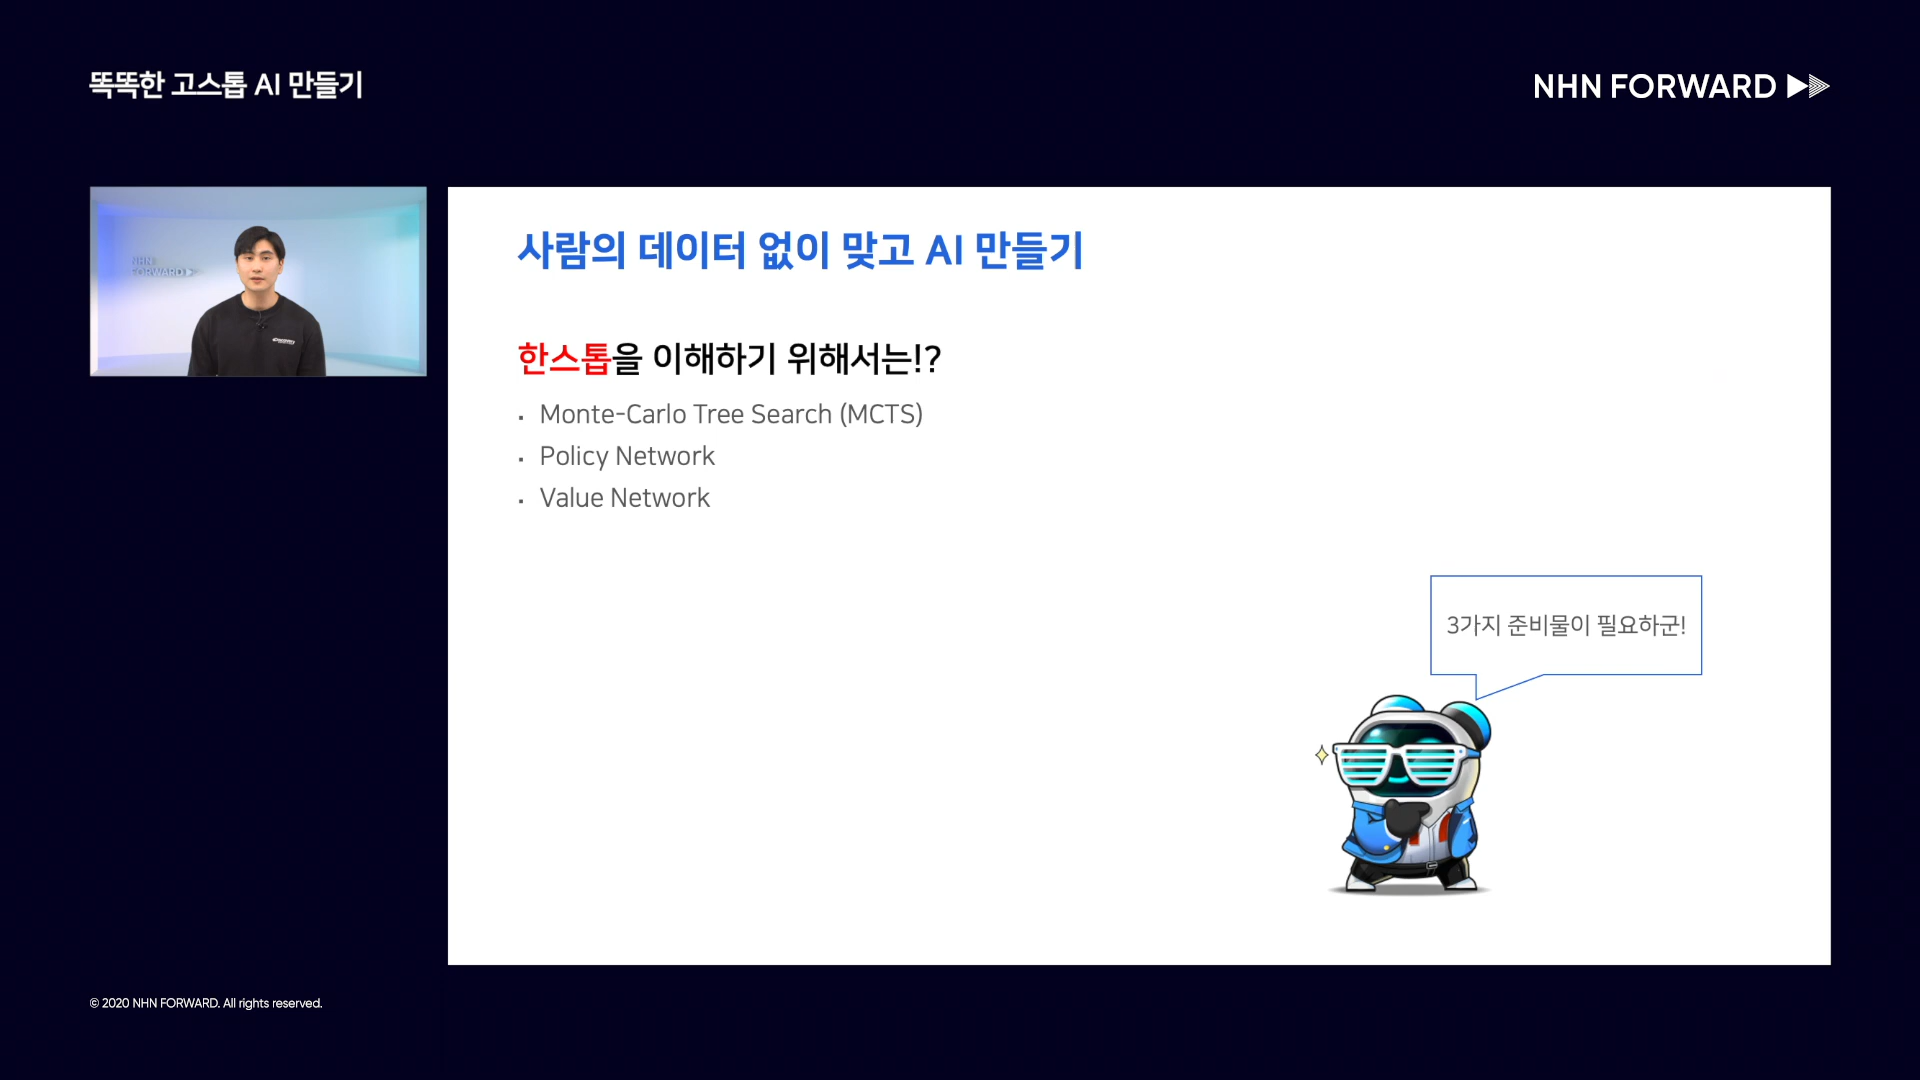 똑똑한 고스톱 AI 만들기
NHN FORWARD
NHN
FORWARD
사람의 데이터 없이 맞고 AI 만들기
한스톱을 이해하기 위해서는!?
· Monte-Carlo Tree Search (MCTS)
· Policy Network
· Value Network
3가지 준비물이 필요하군!
© 2020 NHN FORWARD. All rights reserved.